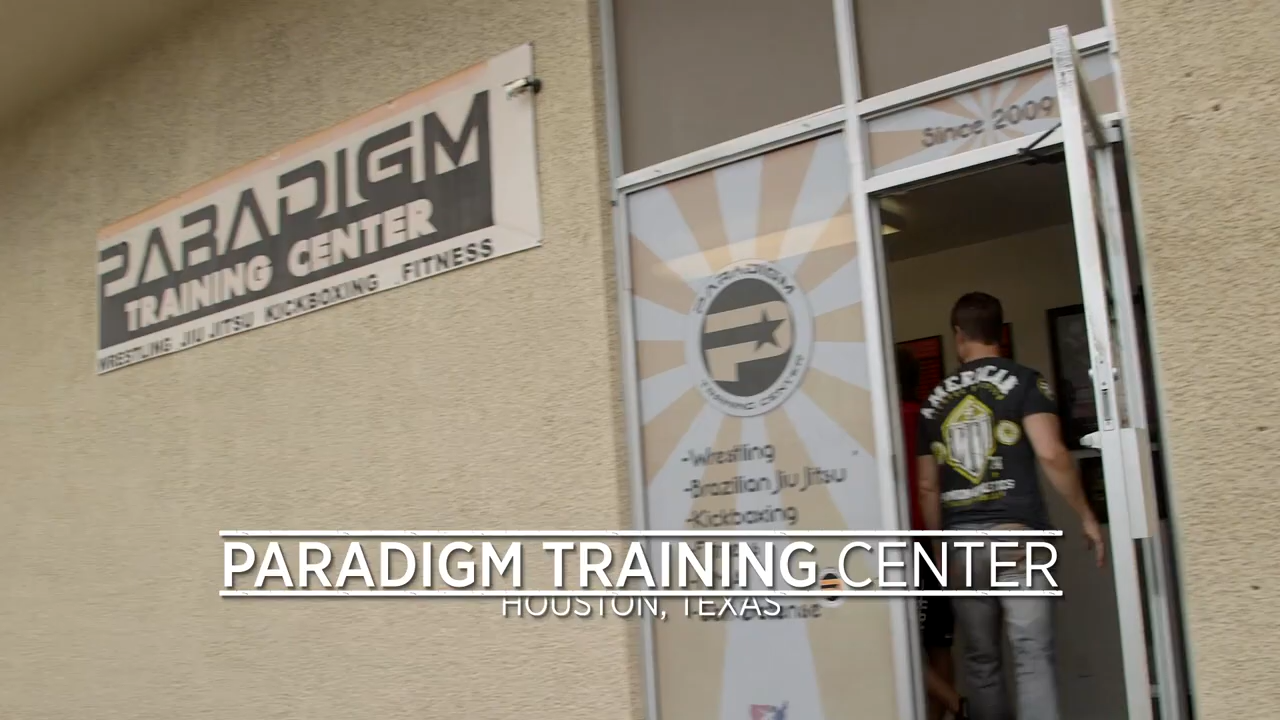 PARADIGM
TRAINING CENTER
WRESTLING JIU JITSU KICKBOXING .FITNESS
Since 2009
PARADIGM
TRAINING CENTER
-Wrestling
-Brazilian Jiu Jitsu
-Kickboxing
AMERICAN
PARADIGM TRAINING CENTER
HOUSTON, TEXAS